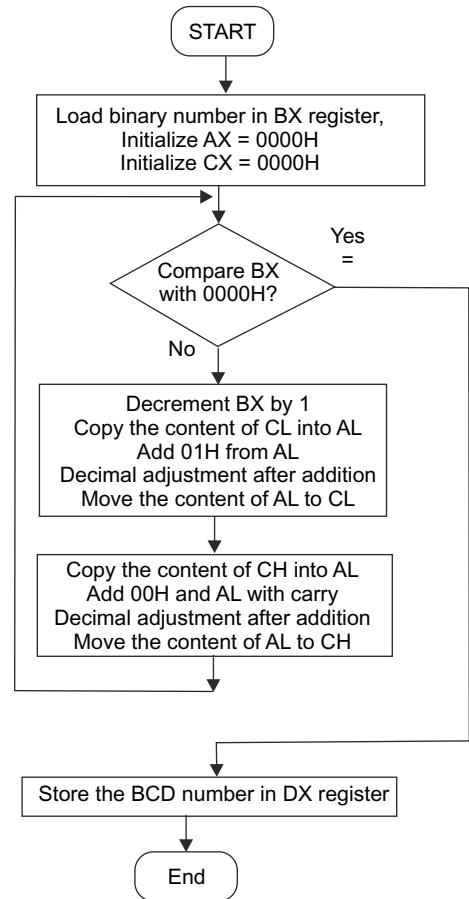 START
Load binary number in BX register,
Initialize AX = 0000H
Initialize CX = 0000H
Yes
=
Compare BX
with 0000H?
No
Decrement BX by 1
Copy the content of CL into AL
Add 01H from AL
Decimal adjustment after addition
Move the content of AL to CL
Copy the content of CH into AL
Add 00H and AL with carry
Decimal adjustment after addition
Move the content of AL to CH
Store the BCD number in DX register
End